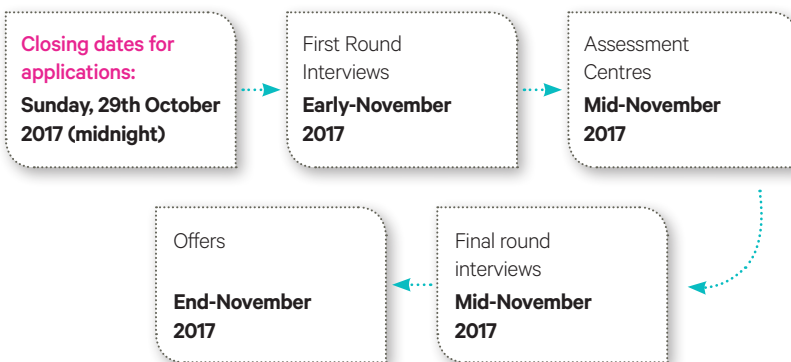 Closing dates for
applications:
Sunday, 29th October
2017 (midnight)
First Round
Interviews
Early-November
2017
Assessment
Centres
Mid-November
2017
Final round
interviews
Mid-November
2017
Offers
End-November
2017